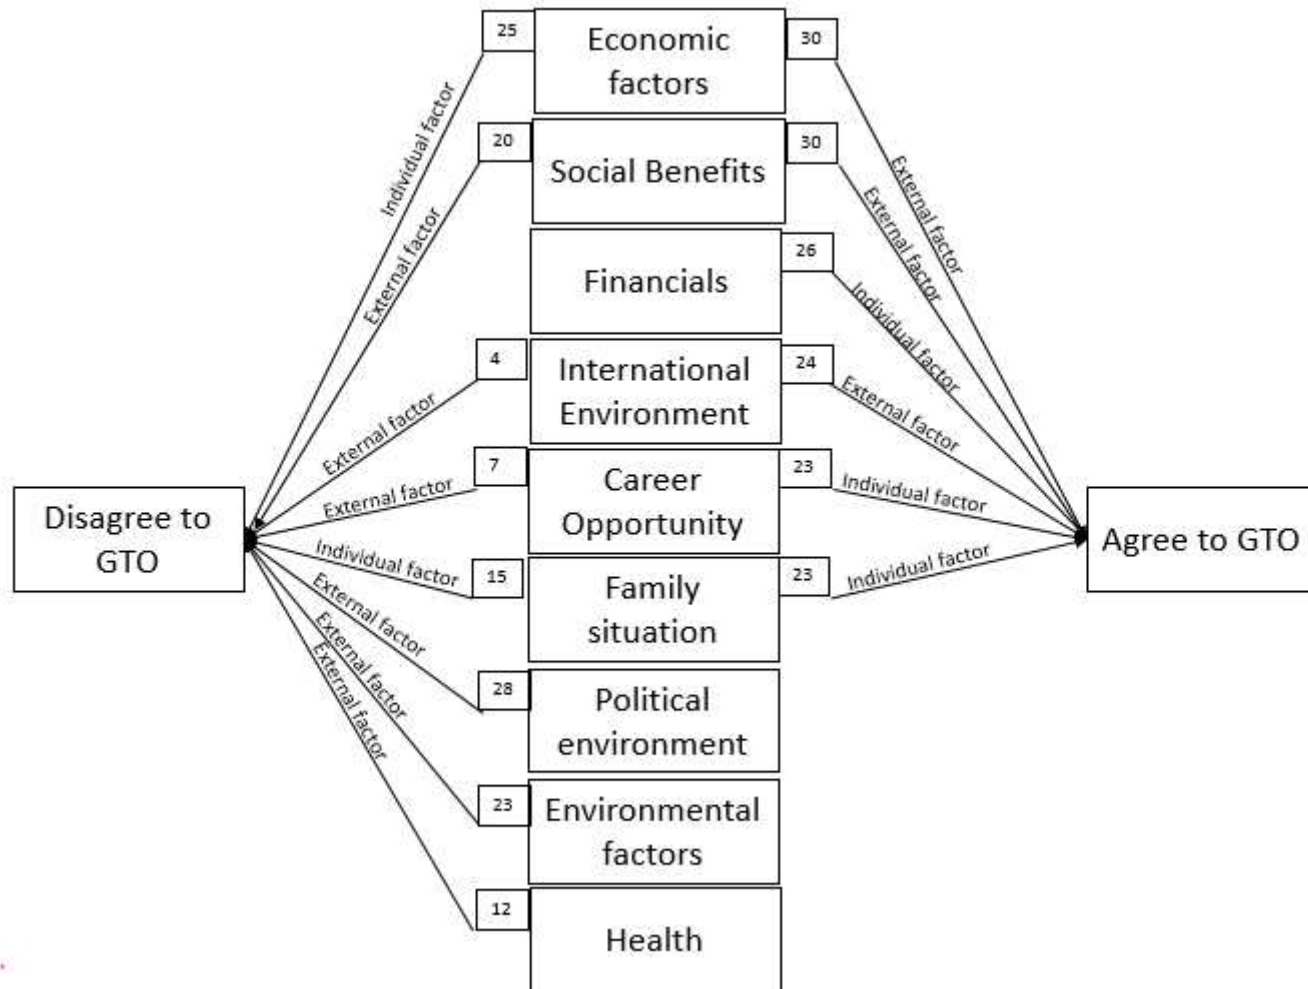 25
Economic
factors
30
Individual factor
External factor
20
Social Benefits
30
External factor
External factor
Financials
26
Individual factor
4
International
Environment
24
External factor
External factor
7
Career
Opportunity
23
External factor
Individual factor
Disagree to
GTO
Agree to GTO
Individual factor
15
Family
situation
23
Individual factor
External factor
28
Political
environment
External factor
23
Environmental
factors
External factor
12
Health